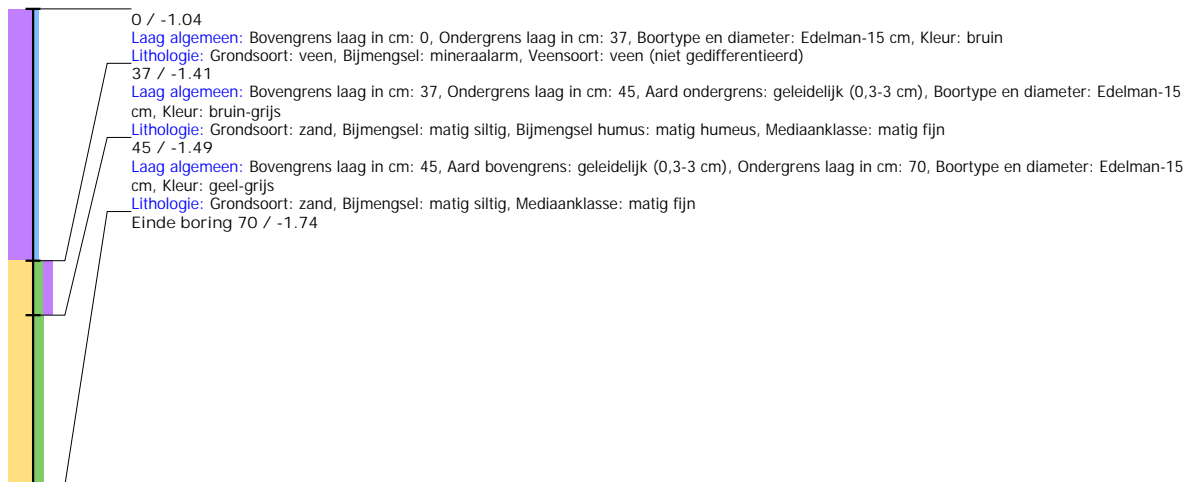 0 / -1.04
Laag algemeen: Bovengrens laag in cm: 0, Ondergrens laag in cm: 37, Boortype en diameter: Edelman-15 cm, Kleur: bruin
Lithologie: Grondsoort: veen, Bijmengsel: mineraalarm, Veensoort: veen (niet gedifferentieerd)
37 / -1.41
Laag algemeen: Bovengrens laag in cm: 37, Ondergrens laag in cm: 45, Aard ondergrens: geleidelijk (0,3-3 cm), Boortype en diameter: Edelman-15
cm, Kleur: bruin-grijs
Lithologie: Grondsoort: zand, Bijmengsel: matig siltig, Bijmengsel humus: matig humeus, Mediaanklasse: matig fijn
45 / -1.49
Laag algemeen: Bovengrens laag in cm: 45, Aard bovengrens: geleidelijk (0,3-3 cm), Ondergrens laag in cm: 70, Boortype en diameter: Edelman-15
cm, Kleur: geel-grijs
Lithologie: Grondsoort: zand, Bijmengsel: matig siltig, Mediaanklasse: matig fijn
Einde boring 70 / -1.74